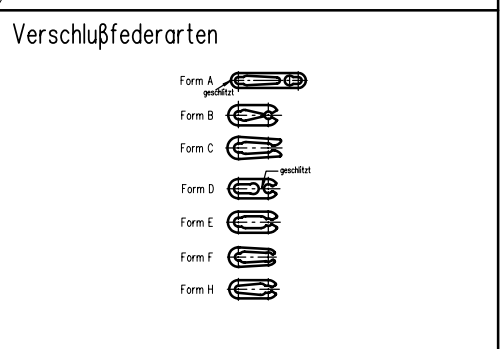 Verschlußfederarten
Form A
geschlitzt
Form B
Form C
geschlitzt
Form D
Form E
Form F
Form H